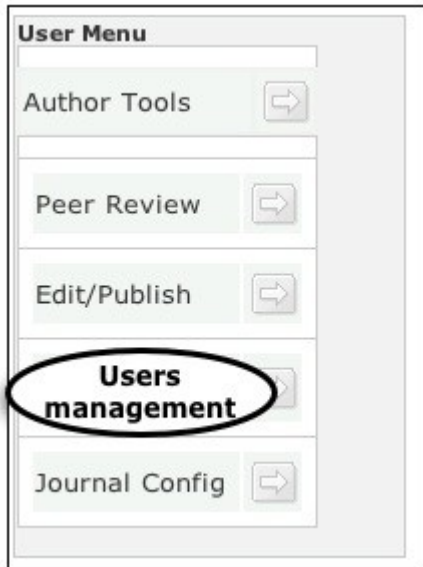 User Menu
Author Tools
Peer Review
Edit/Publish
Users
management
Journal Config